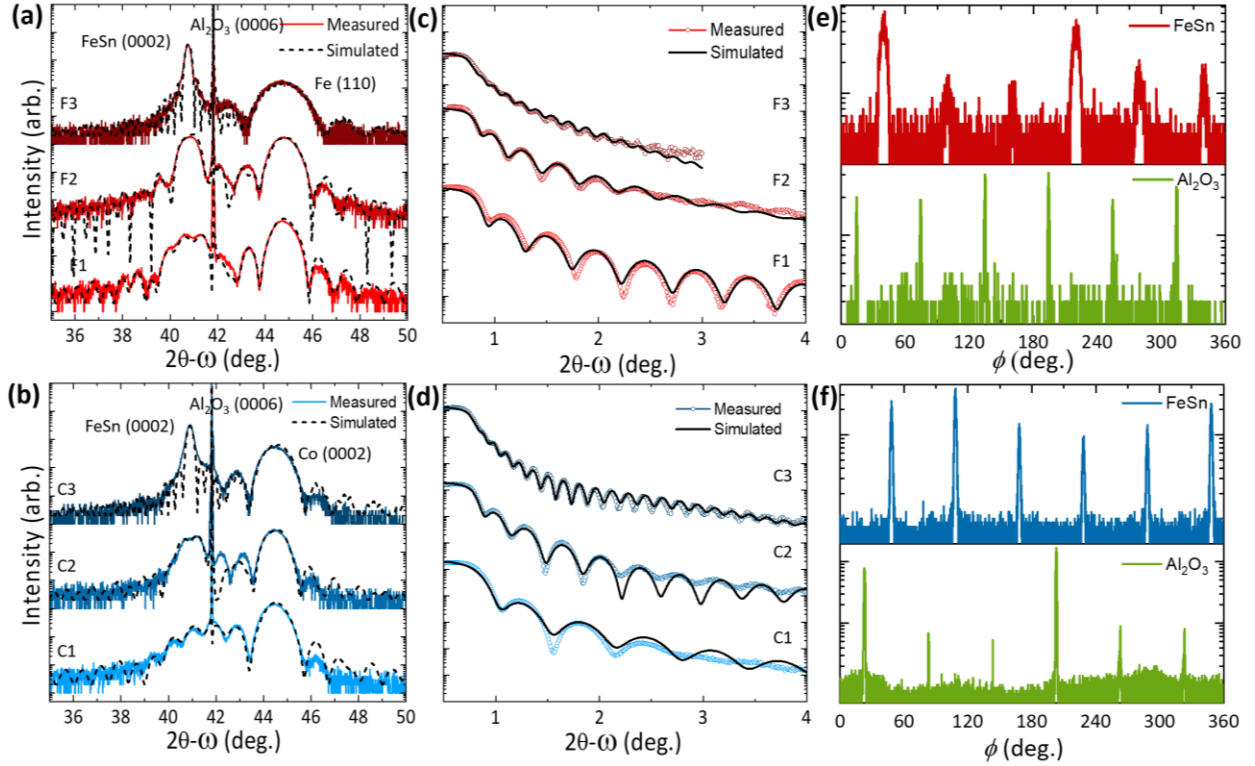 (a)
Al₂O₃ (0006)
Measured
Simulated
FeSn (0002)
Fe (110)
F3
F2
F1
Intensity (arb.)
35 40 42 44 46 48 50
2θ-ω (deg.)
(c)
Measured
Simulated
F3
F2
F1
1 2 3 4
2θ-ω (deg.)
(e)
FeSn
Al₂O₃
0 60 120 180 240 300 360
ϕ (deg.)
(b)
Al₂O₃ (0006)
Measured
Simulated
FeSn (0002)
Co (0002)
C3
C2
C1
Intensity (arb.)
35 40 42 44 46 48 50
2θ-ω (deg.)
(d)
Measured
Simulated
C3
C2
C1
1 2 3 4
2θ-ω (deg.)
(f)
FeSn
Al₂O₃
0 60 120 180 240 300 360
ϕ (deg.)